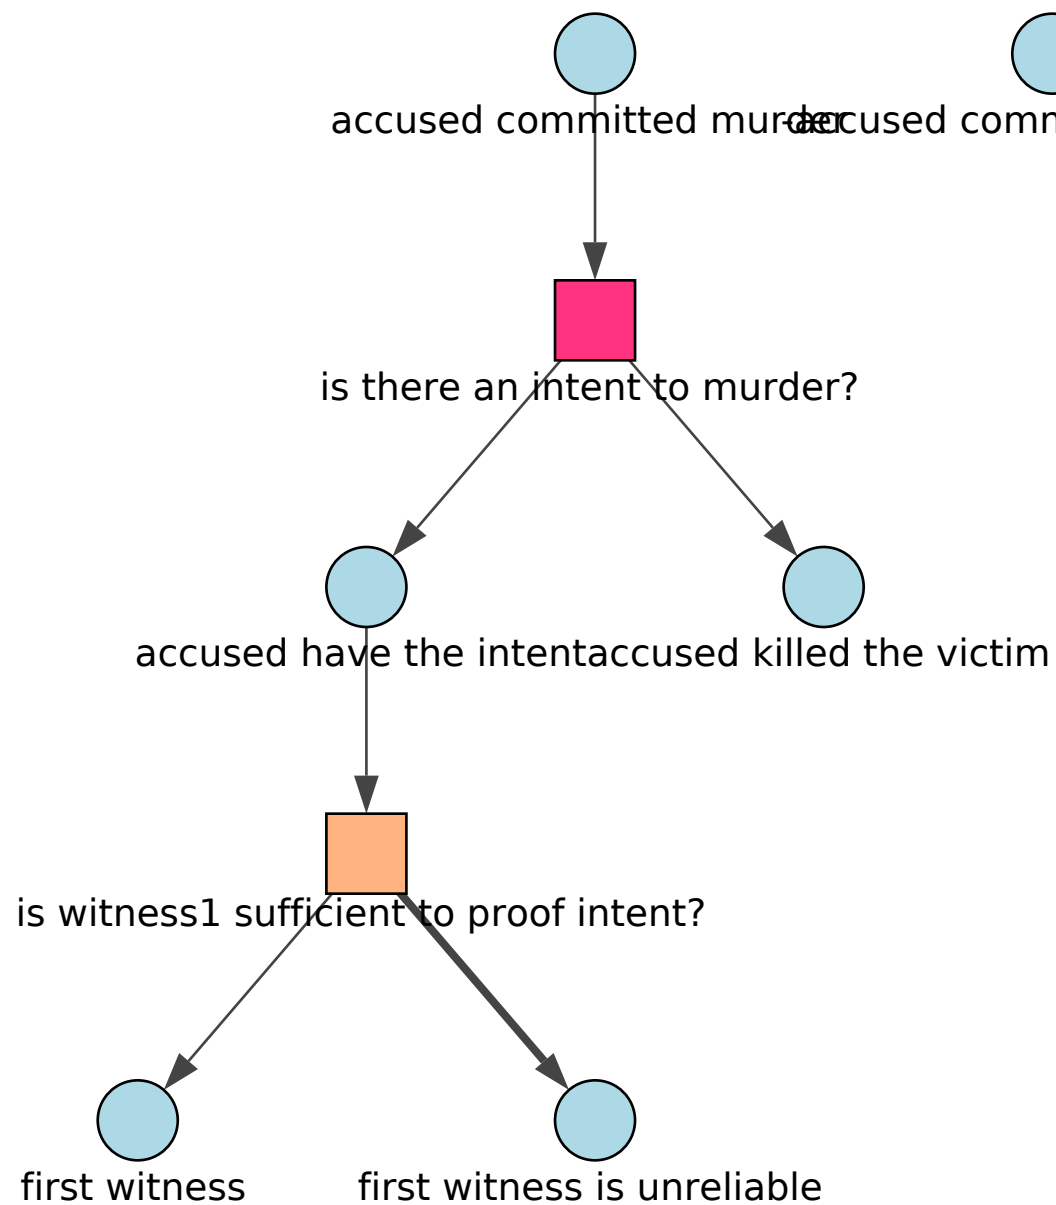 accused committed murder
-accused comm
is there an intent to murder?
accused have the intent
accused killed the victim
is witness1 sufficient to proof intent?
first witness
first witness is unreliable